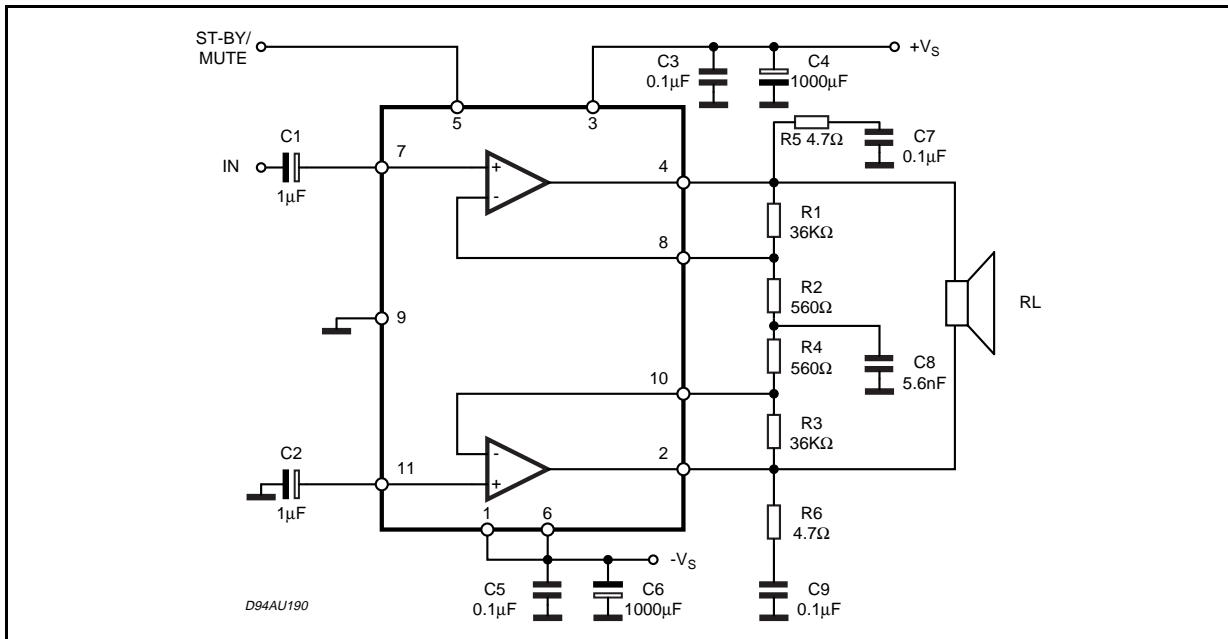 ST-BY/
MUTE
C3
0.1μF
C4
1000μF
+VS
5
3
R5 4.7Ω
C7
0.1μF
C1
IN
1μF
7
+
-
4
R1
36KΩ
8
R2
560Ω
RL
9
R4
560Ω
C8
5.6nF
10
R3
36KΩ
C2
1μF
11
-
+
2
1
6
R6
4.7Ω
-VS
C5
0.1μF
C6
1000μF
C9
0.1μF
D94AU190